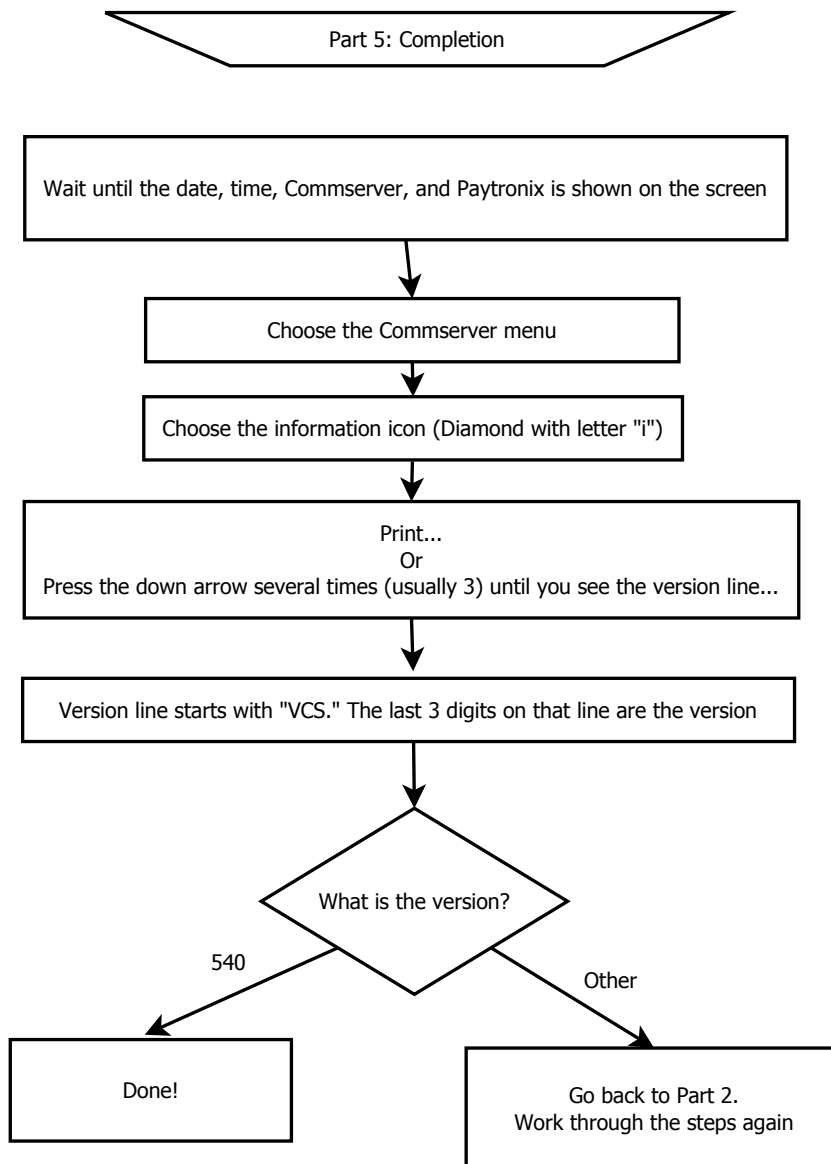 Part 5: Completion
Wait until the date, time, Commserver, and Paytronix is shown on the screen
Choose the Commserver menu
Choose the information icon (Diamond with letter "i")
Print...
Or
Press the down arrow several times (usually 3) until you see the version line...
Version line starts with "VCS." The last 3 digits on that line are the version
What is the version?
540
Other
Done!
Go back to Part 2.
Work through the steps again